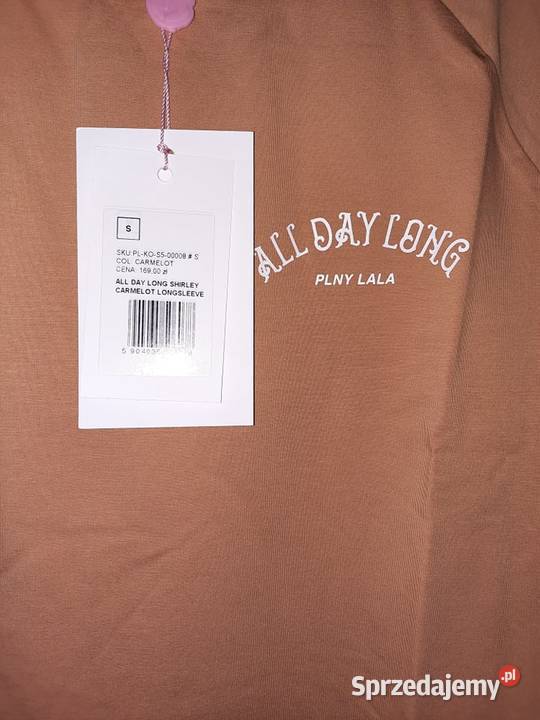 S
SKU:PL-KO-S5-00008 # S
COL: CARMELOT
CENA: 169,00 zł
ALL DAY LONG SHIRLEY
CARMELOT LONGSLEEVE
ALL DAY LONG
PLNY LALA
Sprzedajemy.pl